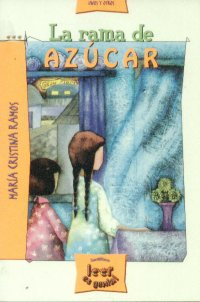 La rama de
AZÚCAR
MARÍA CRISTINA RAMOS
leer
es genial